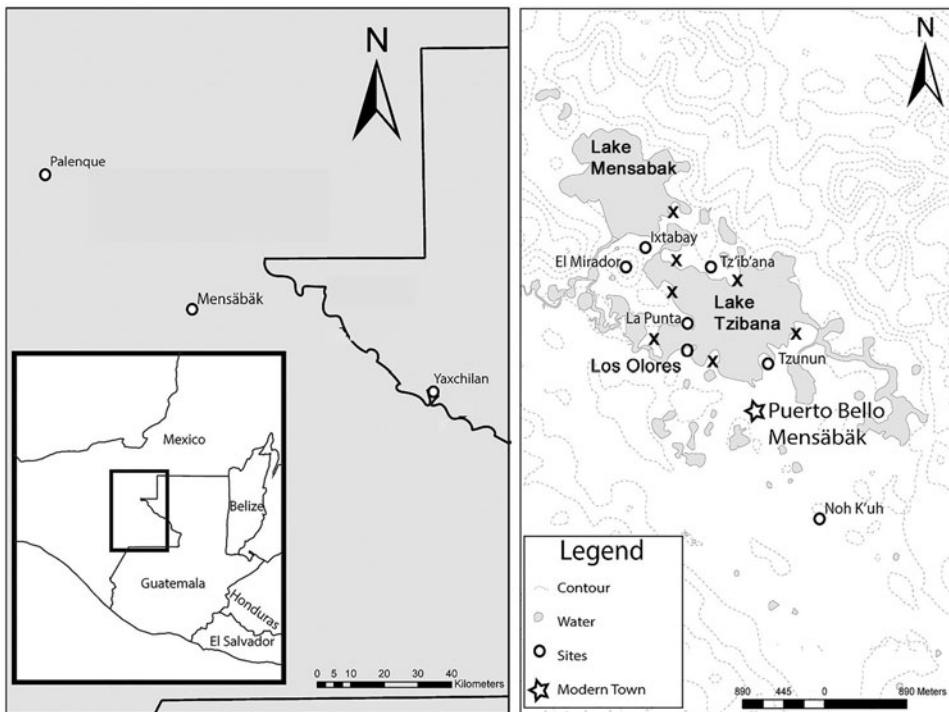 N
Palenque
Mensäbäk
Yaxchilan
Mexico
Belize
Guatemala
Honduras
El Salvador
0 5 10 20 30 40
Kilometers
N
Lake
Mensabak
X
Ixtabay
El Mirador
X
Tz'ib'ana
X
X
Lake
Tzibana
La Punta
X
X
Los Olores
X
Tzunun
Puerto Bello
Mensäbäk
Noh K'uh
Legend
Contour
Water
Sites
Modern Town
890 445 0 890 Meters